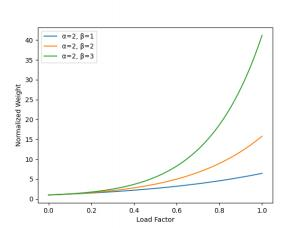 α=2, β=1
α=2, β=2
α=2, β=3
Normalized Weight
40
35
30
25
20
15
10
5
0
0.0 0.2 0.4 0.6 0.8 1.0
Load Factor